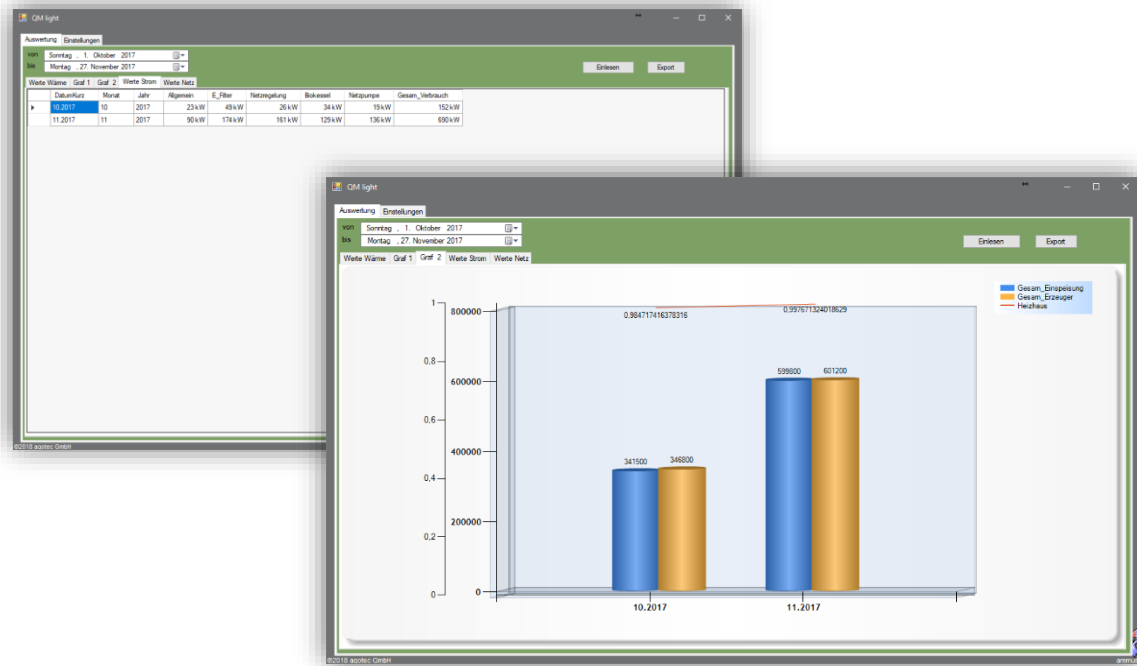 QM light
Auswertung Einstellungen
von Sonntag , 1. Oktober 2017
bis Montag , 27. November 2017
Einlesen Export
Werte Wärme Graf 1 Graf 2 Werte Strom Werte Netz
DatumKurz Monat Jahr Allgemein E_Filter Netzregelung Biokessel Netzpumpe Gesam_Verbrauch
10.2017 10 2017 23 kW 49 kW 26 kW 34 kW 19 kW 152 kW
11.2017 11 2017 90 kW 174 kW 161 kW 129 kW 136 kW 690 kW
©2018 agotec GmbH
QM light
Auswertung Einstellungen
von Sonntag , 1. Oktober 2017
bis Montag , 27. November 2017
Einlesen Export
Werte Wärme Graf 1 Graf 2 Werte Strom Werte Netz
Gesam_Einspeisung
Gesam_Erzeuger
Heizhaus
1
0,8
0,6
0,4
0,2
0
800000
600000
400000
200000
0
0,984717416378316
0,997671324018629
599800 601200
341500 346800
10.2017 11.2017
©2018 agotec GmbH